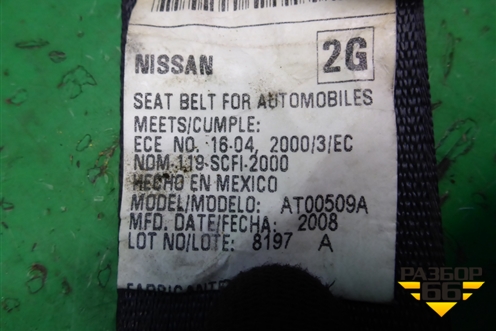 NISSAN 2G
SEAT BELT FOR AUTOMOBILES
MEETS/CUMPLE:
ECE NO. 16-04, 2000/3/EC
NDM-119-SCFI-2000
HECHO EN MEXICO
MODEL/MODELO: AT00509A
MFD. DATE/FECHA: 2008
LOT NO/LOTE: 8197 A
РАЗБОР
66